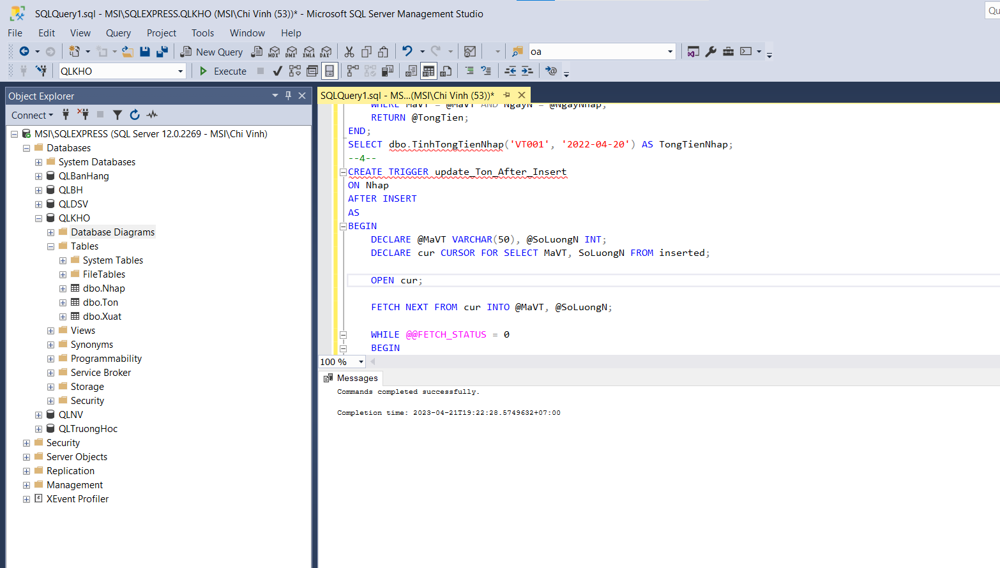 SQLQuery1.sql - MSI\SQLEXPRESS.QLKHO (MSI\Chi Vinh (53))* - Microsoft SQL Server Management Studio
Qu
File Edit View Query Project Tools Window Help
New Query MDX DMX XMLA DAX oa
QLKHO Execute
Object Explorer
Connect
MSI\SQLEXPRESS (SQL Server 12.0.2269 - MSI\Chi Vinh)
Databases
System Databases
QLBanHang
QLBH
QLDSV
QLKHO
Database Diagrams
Tables
System Tables
FileTables
dbo.Nhap
dbo.Ton
dbo.Xuat
Views
Synonyms
Programmability
Service Broker
Storage
Security
QLNV
QLTruongHoc
Security
Server Objects
Replication
Management
XEvent Profiler
SQLQuery1.sql - MS...(MSI\Chi Vinh (53))*
WHERE MaVT = @MaVT AND NgayN = @NgayNhap;
RETURN @TongTien;
END;
SELECT dbo.TinhTongTienNhap('VT001', '2022-04-20') AS TongTienNhap;
--4--
CREATE TRIGGER update_Ton_After_Insert
ON Nhap
AFTER INSERT
AS
BEGIN
DECLARE @MaVT VARCHAR(50), @SoLuongN INT;
DECLARE cur CURSOR FOR SELECT MaVT, SoLuongN FROM inserted;
OPEN cur;
FETCH NEXT FROM cur INTO @MaVT, @SoLuongN;
WHILE @@FETCH_STATUS = 0
BEGIN
100 %
Messages
Commands completed successfully.
Completion time: 2023-04-21T19:22:28.5749632+07:00